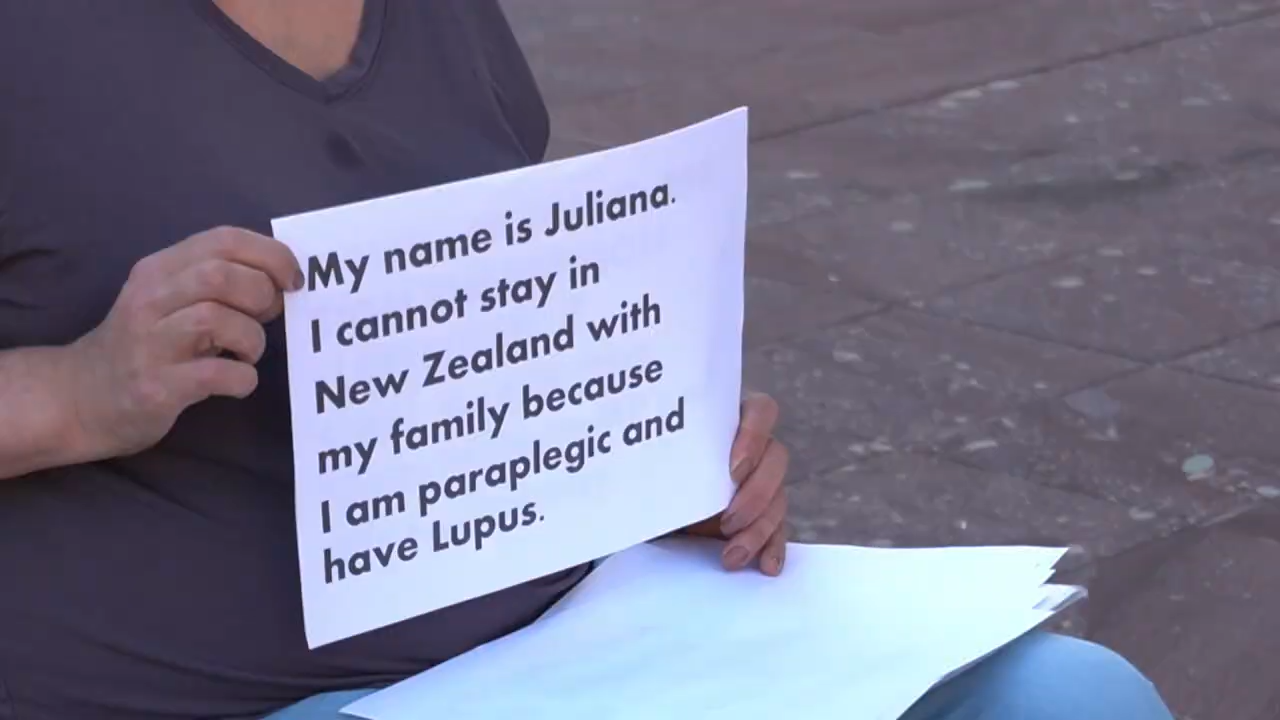 My name is Juliana.
I cannot stay in
New Zealand with
my family because
I am paraplegic and
have Lupus.